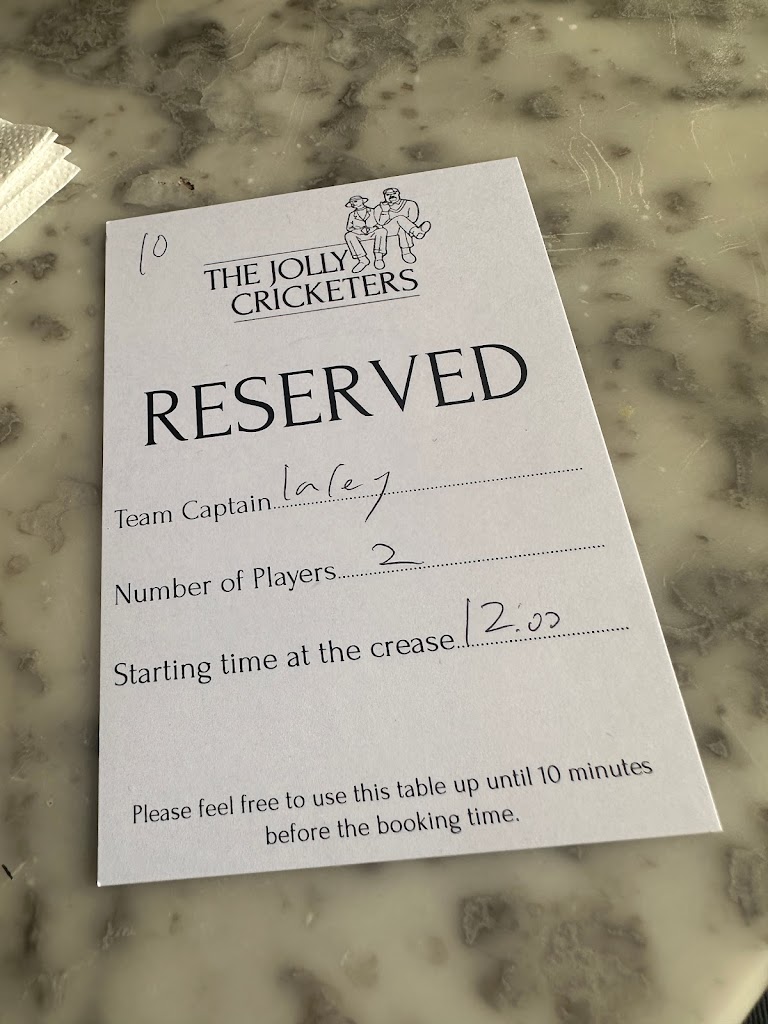 10
THE JOLLY
CRICKETERS
RESERVED
Team Captain Laley
Number of Players 2
Starting time at the crease 12:00
Please feel free to use this table up until 10 minutes
before the booking time.